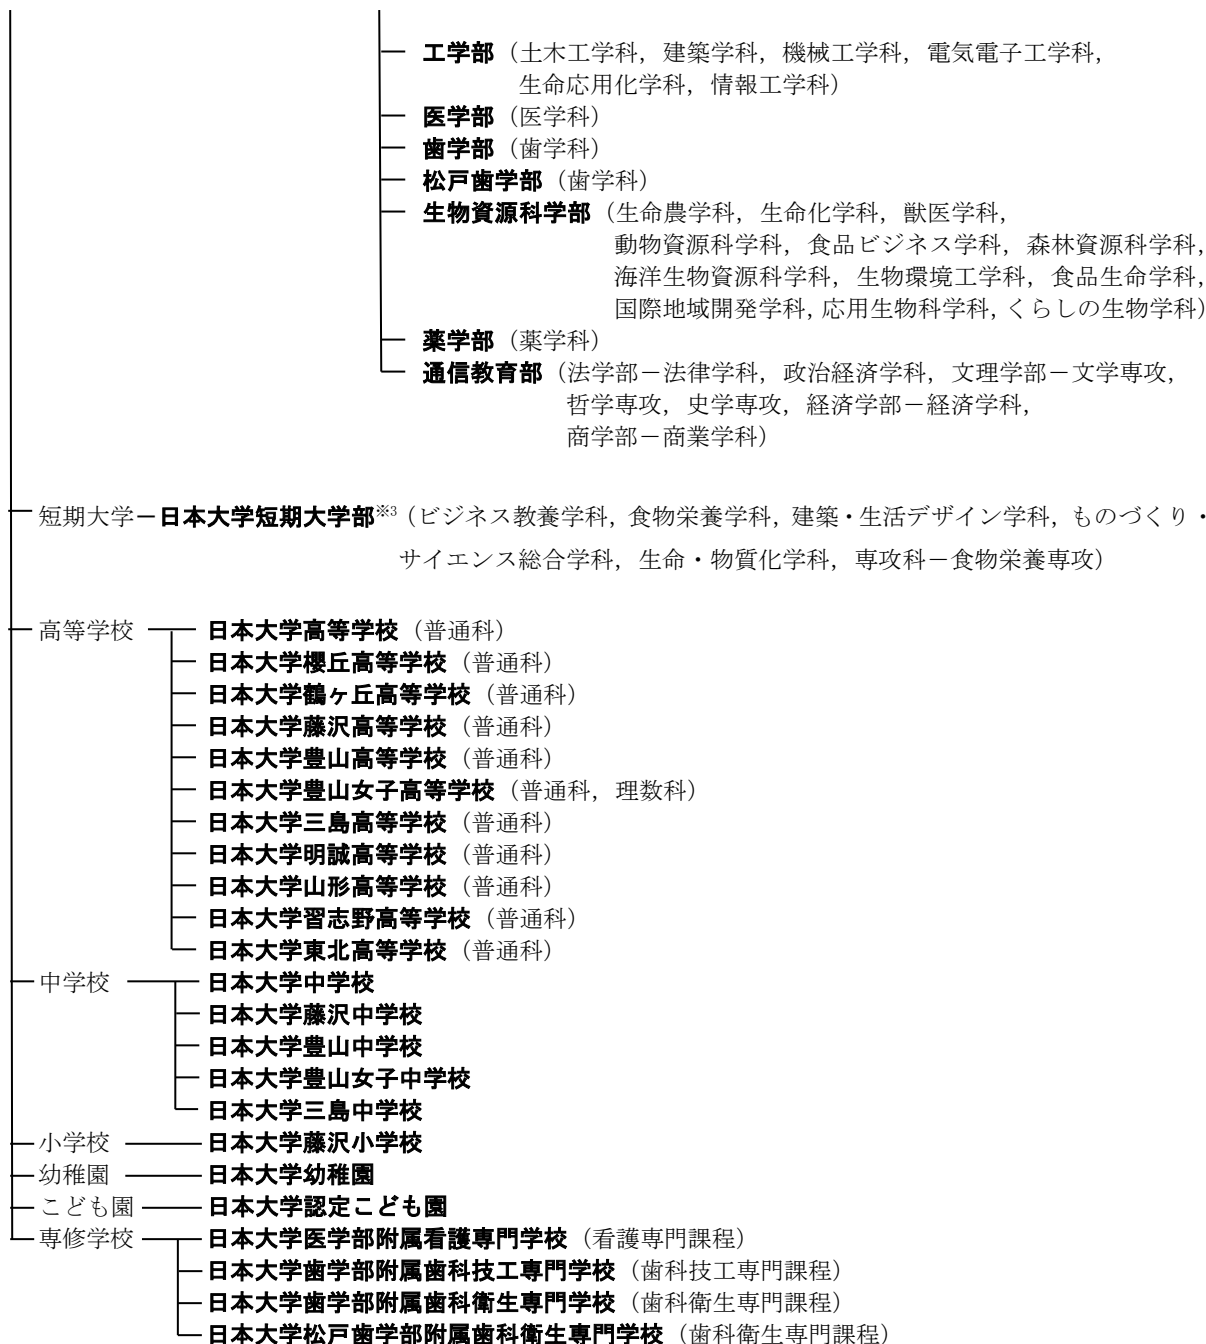 工学部（土木工学科，建築学科，機械工学科，電気電子工学科，
生命応用化学科，情報工学科）
医学部（医学科）
歯学部（歯学科）
松戸歯学部（歯学科）
生物資源科学部（生命農学科，生命化学科，獣医学科，
動物資源科学科，食品ビジネス学科，森林資源科学科，
海洋生物資源科学科，生物環境工学科，食品生命学科，
国際地域開発学科，応用生物科学科，くらしの生物学科）
薬学部（薬学科）
通信教育部（法学部－法律学科，政治経済学科，文理学部－文学専攻，
哲学専攻，史学専攻，経済学部－経済学科，
商学部－商業学科）
短期大学－日本大学短期大学部※3（ビジネス教養学科，食物栄養学科，建築・生活デザイン学科，ものづくり・
サイエンス総合学科，生命・物質化学科，専攻科－食物栄養専攻）
高等学校 日本大学高等学校（普通科）
日本大学櫻丘高等学校（普通科）
日本大学鶴ヶ丘高等学校（普通科）
日本大学藤沢高等学校（普通科）
日本大学豊山高等学校（普通科）
日本大学豊山女子高等学校（普通科，理数科）
日本大学三島高等学校（普通科）
日本大学明誠高等学校（普通科）
日本大学山形高等学校（普通科）
日本大学習志野高等学校（普通科）
日本大学東北高等学校（普通科）
中学校 日本大学中学校
日本大学藤沢中学校
日本大学豊山中学校
日本大学豊山女子中学校
日本大学三島中学校
小学校 日本大学藤沢小学校
幼稚園 日本大学幼稚園
こども園 日本大学認定こども園
専修学校 日本大学医学部附属看護専門学校（看護専門課程）
日本大学歯学部附属歯科技工専門学校（歯科技工専門課程）
日本大学歯学部附属歯科衛生専門学校（歯科衛生専門課程）
日本大学松戸歯学部附属歯科衛生専門学校（歯科衛生専門課程）